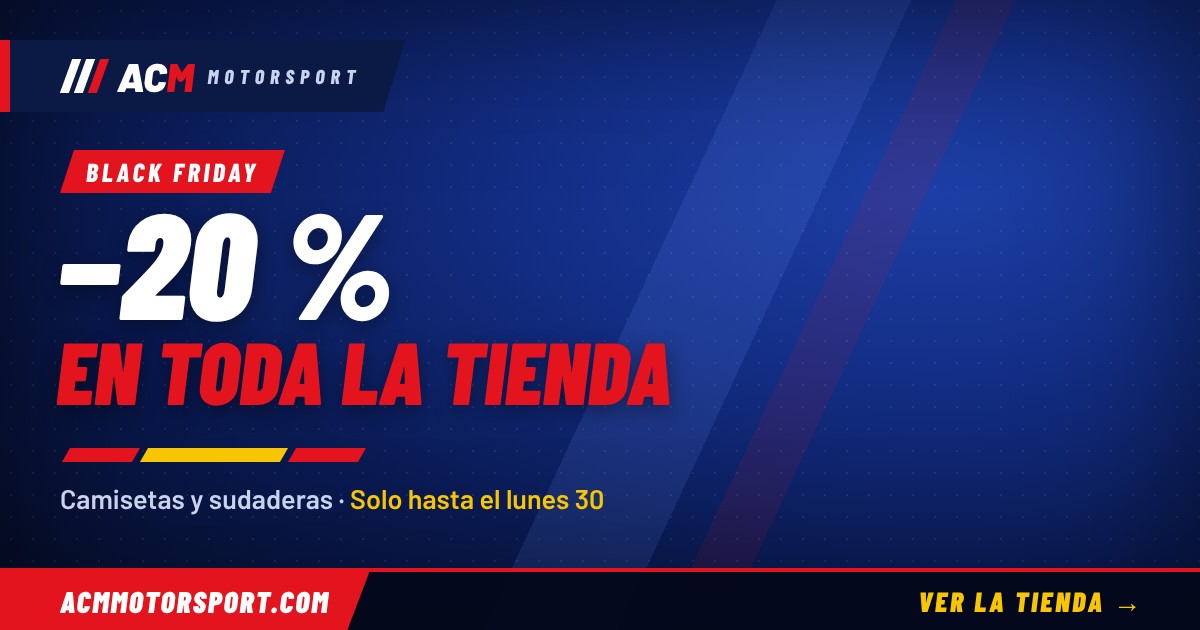 ACM MOTORSPORT
BLACK FRIDAY
–20 %
EN TODA LA TIENDA
Camisetas y sudaderas · Solo hasta el lunes 30
ACMMOTORSPORT.COM
VER LA TIENDA →